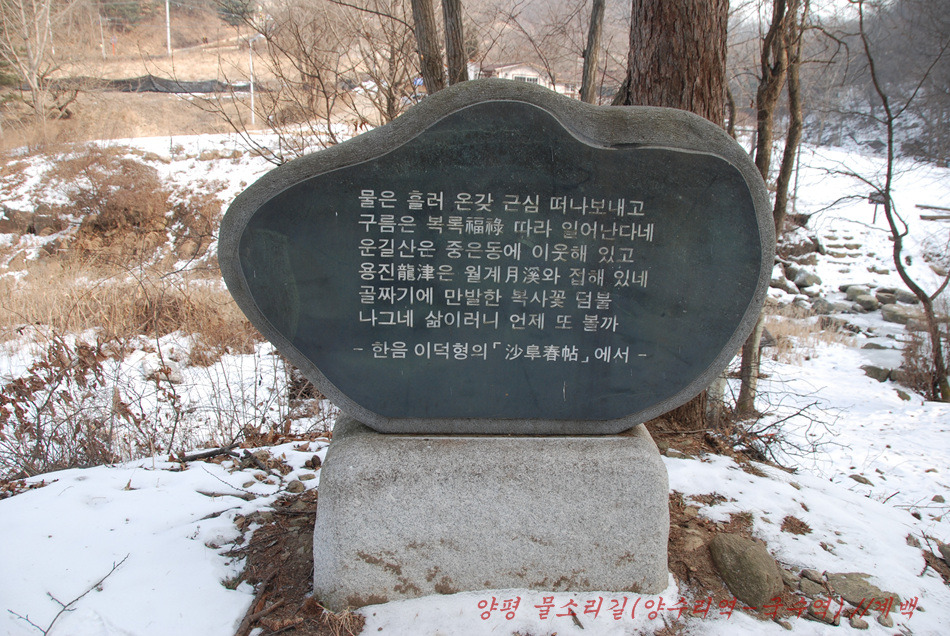 물은 흘러 온갖 근심 떠나보내고
구름은 복록福祿 따라 일어난다네
운길산은 중은동에 이웃해 있고
용진龍津은 월계月溪와 접해 있네
골짜기에 만발한 복사꽃 덤불
나그네 삶이러니 언제 또 볼까
- 한음 이덕형의 「沙阜春帖」에서 -
양평 물소리길(양수리역-국수역) //계백